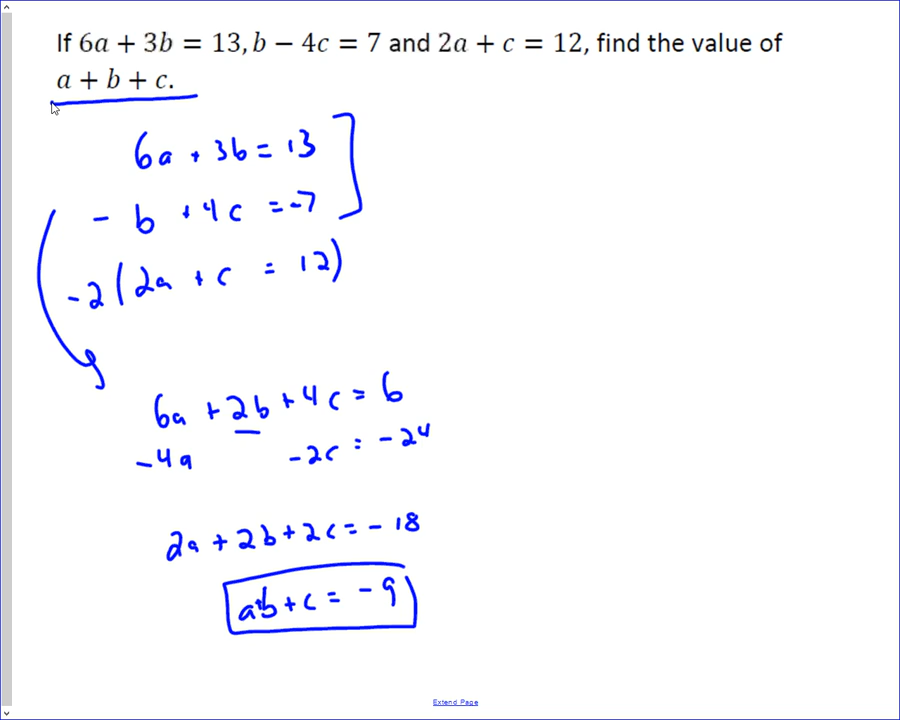 If 6a + 3b = 13, b − 4c = 7 and 2a + c = 12, find the value of
a + b + c.
6a + 3b = 13
- b + 4c = -7
-2(2a + c = 12)
6a + 2b + 4c = 6
-4a -2c = -24
2a + 2b + 2c = -18
a+b + c = -9
Extend Page